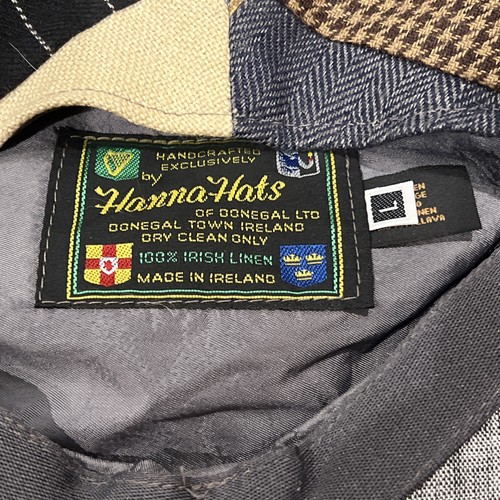 HANDCRAFTED
EXCLUSIVELY
by
Hanna Hats
OF DONEGAL LTD
DONEGAL TOWN IRELAND
DRY CLEAN ONLY
100% IRISH LINEN
MADE IN IRELAND
L